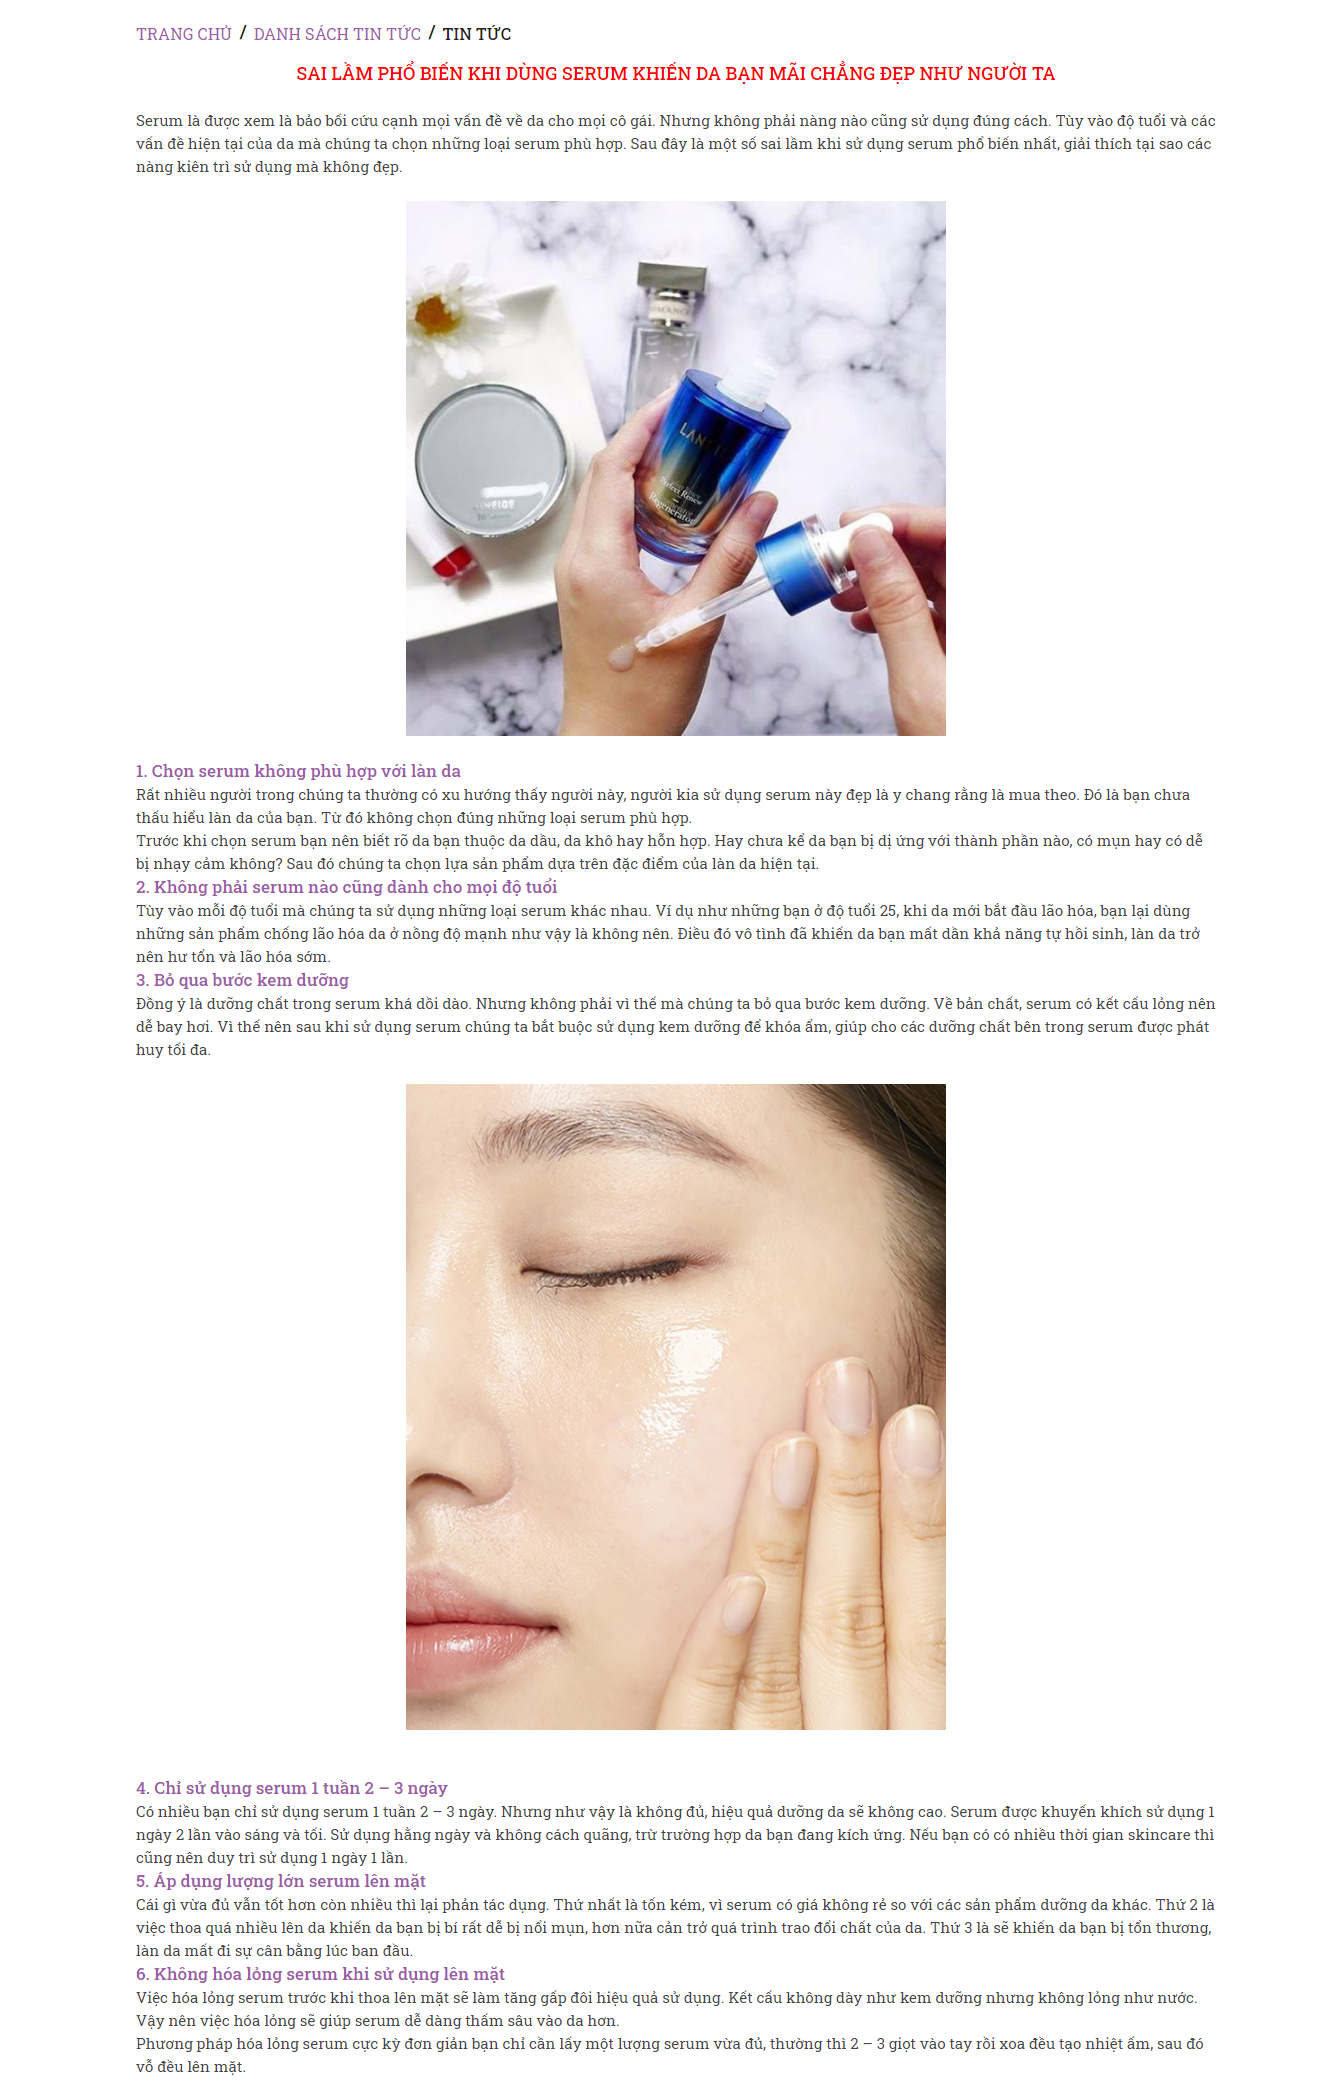 TRANG CHỦ / DANH SÁCH TIN TỨC / TIN TỨC
SAI LẦM PHỔ BIẾN KHI DÙNG SERUM KHIẾN DA BẠN MÃI CHẲNG ĐẸP NHƯ NGƯỜI TA
Serum là được xem là bảo bối cứu cạnh mọi vấn đề về da cho mọi cô gái. Nhưng không phải nàng nào cũng sử dụng đúng cách. Tùy vào độ tuổi và các
vấn đề hiện tại của da mà chúng ta chọn những loại serum phù hợp. Sau đây là một số sai lầm khi sử dụng serum phổ biến nhất, giải thích tại sao các
nàng kiên trì sử dụng mà không đẹp.
LANEIGE
Perfect Renew
Regenerator
1. Chọn serum không phù hợp với làn da
Rất nhiều người trong chúng ta thường có xu hướng thấy người này, người kia sử dụng serum này đẹp là y chang rằng là mua theo. Đó là bạn chưa
thấu hiểu làn da của bạn. Từ đó không chọn đúng những loại serum phù hợp.
Trước khi chọn serum bạn nên biết rõ da bạn thuộc da dầu, da khô hay hỗn hợp. Hay chưa kể da bạn bị dị ứng với thành phần nào, có mụn hay có dễ
bị nhạy cảm không? Sau đó chúng ta chọn lựa sản phẩm dựa trên đặc điểm của làn da hiện tại.
2. Không phải serum nào cũng dành cho mọi độ tuổi
Tùy vào mỗi độ tuổi mà chúng ta sử dụng những loại serum khác nhau. Ví dụ như những bạn ở độ tuổi 25, khi da mới bắt đầu lão hóa, bạn lại dùng
những sản phẩm chống lão hóa da ở nồng độ mạnh như vậy là không nên. Điều đó vô tình đã khiến da bạn mất dần khả năng tự hồi sinh, làn da trở
nên hư tổn và lão hóa sớm.
3. Bỏ qua bước kem dưỡng
Đồng ý là dưỡng chất trong serum khá dồi dào. Nhưng không phải vì thế mà chúng ta bỏ qua bước kem dưỡng. Về bản chất, serum có kết cấu lỏng nên
dễ bay hơi. Vì thế nên sau khi sử dụng serum chúng ta bắt buộc sử dụng kem dưỡng để khóa ẩm, giúp cho các dưỡng chất bên trong serum được phát
huy tối đa.
4. Chỉ sử dụng serum 1 tuần 2 – 3 ngày
Có nhiều bạn chỉ sử dụng serum 1 tuần 2 – 3 ngày. Nhưng như vậy là không đủ, hiệu quả dưỡng da sẽ không cao. Serum được khuyến khích sử dụng 1
ngày 2 lần vào sáng và tối. Sử dụng hằng ngày và không cách quãng, trừ trường hợp da bạn đang kích ứng. Nếu bạn có có nhiều thời gian skincare thì
cũng nên duy trì sử dụng 1 ngày 1 lần.
5. Áp dụng lượng lớn serum lên mặt
Cái gì vừa đủ vẫn tốt hơn còn nhiều thì lại phản tác dụng. Thứ nhất là tốn kém, vì serum có giá không rẻ so với các sản phẩm dưỡng da khác. Thứ 2 là
việc thoa quá nhiều lên da khiến da bạn bị bí rất dễ bị nổi mụn, hơn nữa cản trở quá trình trao đổi chất của da. Thứ 3 là sẽ khiến da bạn bị tổn thương,
làn da mất đi sự cân bằng lúc ban đầu.
6. Không hóa lỏng serum khi sử dụng lên mặt
Việc hóa lỏng serum trước khi thoa lên mặt sẽ làm tăng gấp đôi hiệu quả sử dụng. Kết cấu không dày như kem dưỡng nhưng không lỏng như nước.
Vậy nên việc hóa lỏng sẽ giúp serum dễ dàng thấm sâu vào da hơn.
Phương pháp hóa lỏng serum cực kỳ đơn giản bạn chỉ cần lấy một lượng serum vừa đủ, thường thì 2 – 3 giọt vào tay rồi xoa đều tạo nhiệt ấm, sau đó
vỗ đều lên mặt.